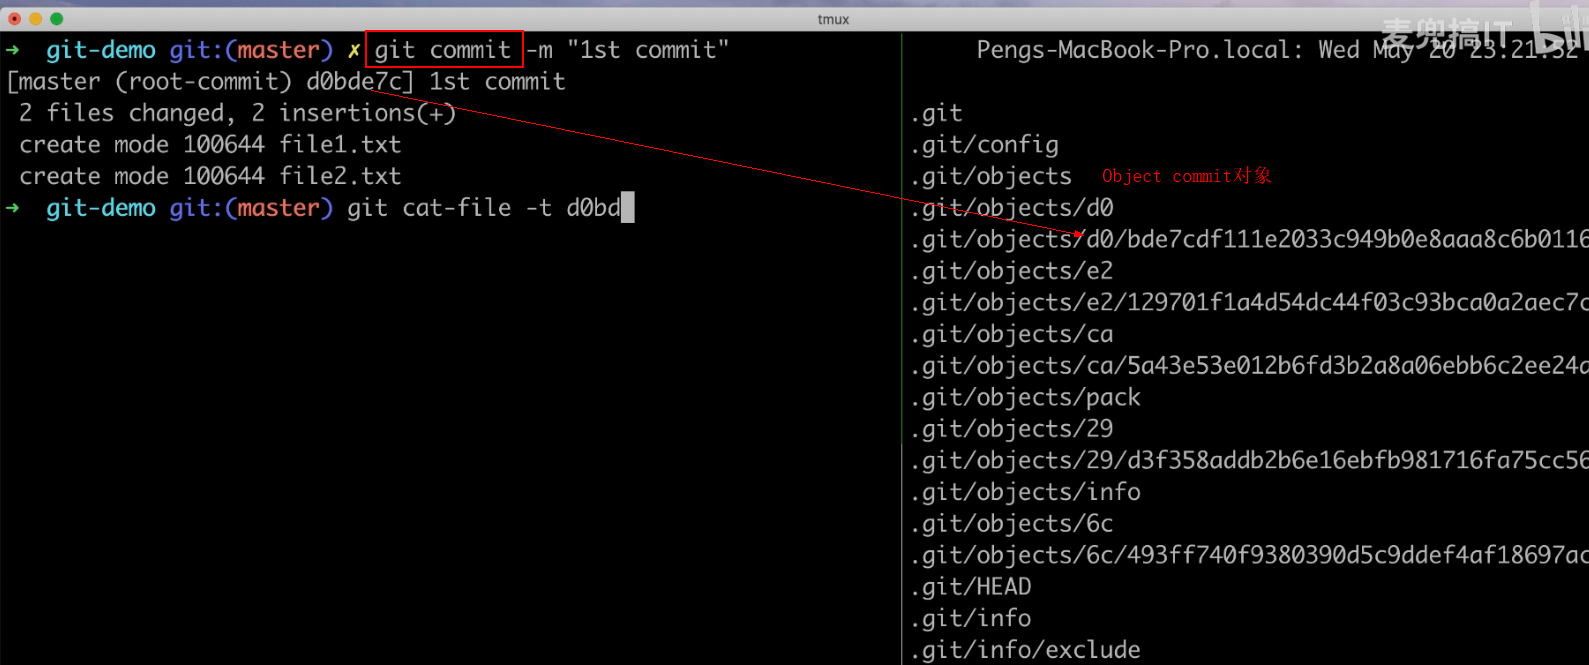 tmux
麦兜搞IT bili
→ git-demo git:(master) ✗ git commit -m "1st commit"
[master (root-commit) d0bde7c] 1st commit
2 files changed, 2 insertions(+)
create mode 100644 file1.txt
create mode 100644 file2.txt
→ git-demo git:(master) git cat-file -t d0bd
Pengs-MacBook-Pro.local: Wed May 20 23:21:52
.git
.git/config
.git/objects
Object commit对象
.git/objects/d0
.git/objects/d0/bde7cdf111e2033c949b0e8aaa8c6b0116
.git/objects/e2
.git/objects/e2/129701f1a4d54dc44f03c93bca0a2aec7c
.git/objects/ca
.git/objects/ca/5a43e53e012b6fd3b2a8a06ebb6c2ee24a
.git/objects/pack
.git/objects/29
.git/objects/29/d3f358addb2b6e16ebfb981716fa75cc56
.git/objects/info
.git/objects/6c
.git/objects/6c/493ff740f9380390d5c9ddef4af18697ac
.git/HEAD
.git/info
.git/info/exclude